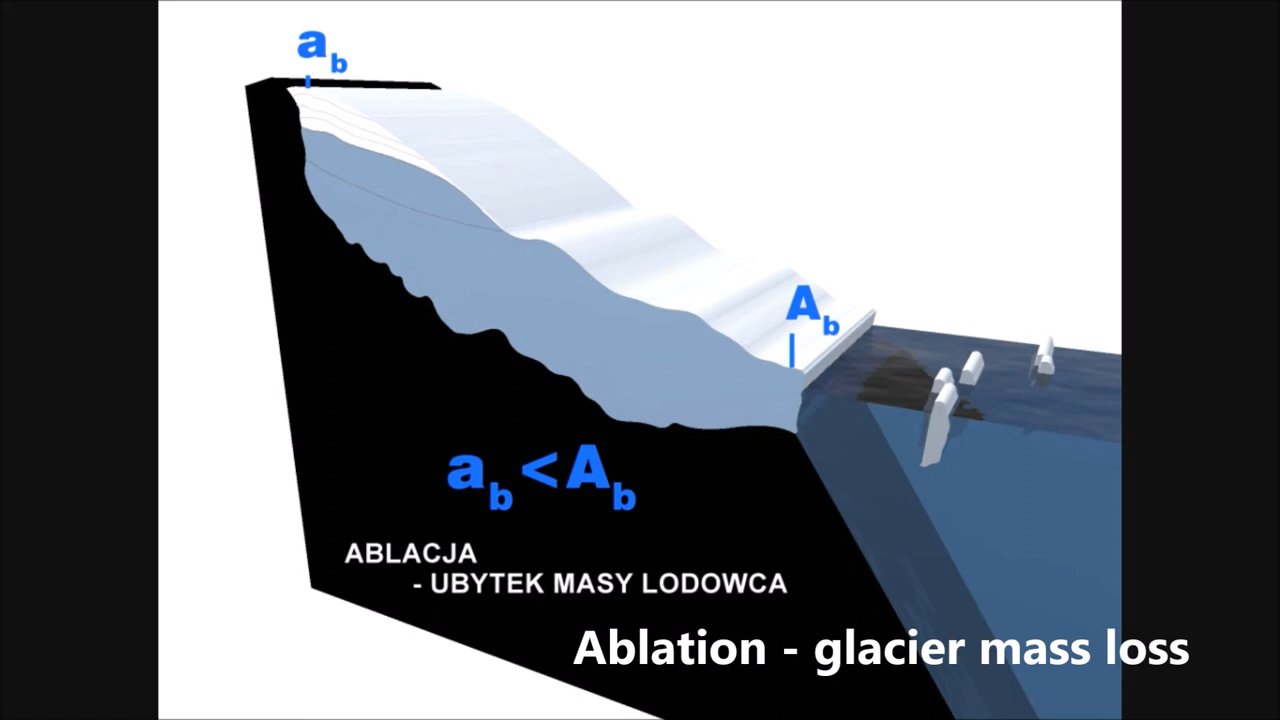 ab
Ab
ab<Ab
ABLACJA
- UBYTEK MASY LODOWCA
Ablation - glacier mass loss